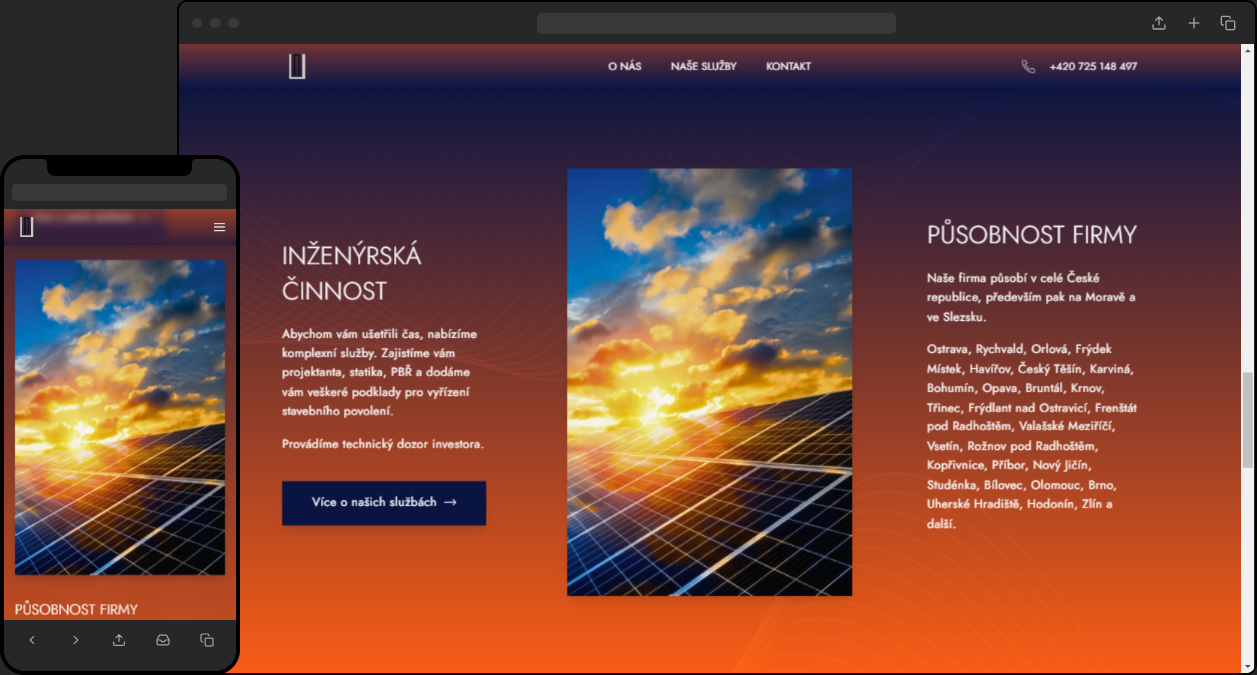 O NÁS
NAŠE SLUŽBY
KONTAKT
+420 725 148 497
INŽENÝRSKÁ
ČINNOST
Abychom vám ušetřili čas, nabízíme
komplexní služby. Zajistíme vám
projektanta, statika, PBŘ a dodáme
vám veškeré podklady pro vyřízení
stavebního povolení.
Provádíme technický dozor investora.
Více o našich službách →
PŮSOBNOST FIRMY
Naše firma působí v celé České
republice, především pak na Moravě a
ve Slezsku.
Ostrava, Rychvald, Orlová, Frýdek
Místek, Havířov, Český Těšín, Karviná,
Bohumín, Opava, Bruntál, Krnov,
Třinec, Frýdlant nad Ostravicí, Frenštát
pod Radhoštěm, Valašské Meziříčí,
Vsetín, Rožnov pod Radhoštěm,
Kopřivnice, Příbor, Nový Jičín,
Studénka, Bílovec, Olomouc, Brno,
Uherské Hradiště, Hodonín, Zlín a
další.
PŮSOBNOST FIRMY